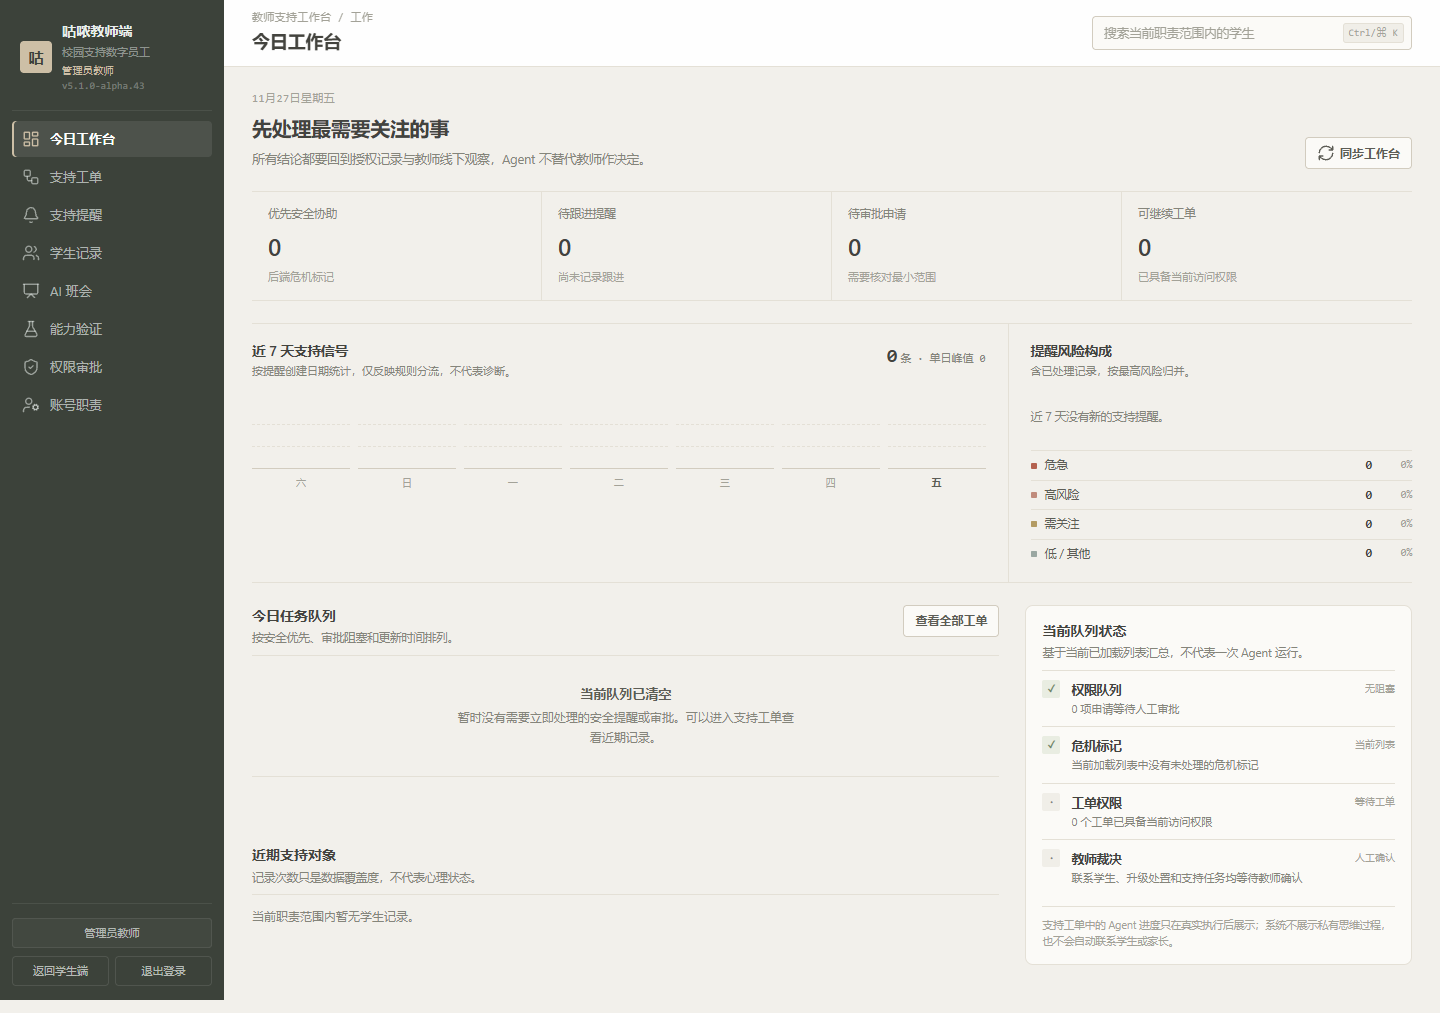 咕
咕哝教师端
校园支持数字员工
管理员教师
v5.1.0-alpha.43
今日工作台
支持工单
支持提醒
学生记录
AI 班会
能力验证
权限审批
账号职责
管理员教师
返回学生端
退出登录
教师支持工作台 / 工作
今日工作台
搜索当前职责范围内的学生
Ctrl/⌘ K
11月27日星期五
先处理最需要关注的事
所有结论都要回到授权记录与教师线下观察，Agent 不替代教师作决定。
同步工作台
优先安全协助
0
后端危机标记
待跟进提醒
0
尚未记录跟进
待审批申请
0
需要核对最小范围
可继续工单
0
已具备当前访问权限
近 7 天支持信号
按提醒创建日期统计，仅反映规则分流，不代表诊断。
0 条 · 单日峰值 0
六 日 一 二 三 四 五
提醒风险构成
含已处理记录，按最高风险归并。
近 7 天没有新的支持提醒。
危急 0 0%
高风险 0 0%
需关注 0 0%
低 / 其他 0 0%
今日任务队列
按安全优先、审批阻塞和更新时间排列。
查看全部工单
当前队列已清空
暂时没有需要立即处理的安全提醒或审批。可以进入支持工单查
看近期记录。
近期支持对象
记录次数只是数据覆盖度，不代表心理状态。
当前职责范围内暂无学生记录。
当前队列状态
基于当前已加载列表汇总，不代表一次 Agent 运行。
✓ 权限队列 无阻塞
0 项申请等待人工审批
✓ 危机标记 当前列表
当前加载列表中没有未处理的危机标记
· 工单权限 等待工单
0 个工单已具备当前访问权限
· 教师裁决 人工确认
联系学生、升级处置和支持任务均等待教师确认
支持工单中的 Agent 进度只在真实执行后展示；系统不展示私有思维过程，
也不会自动联系学生或家长。